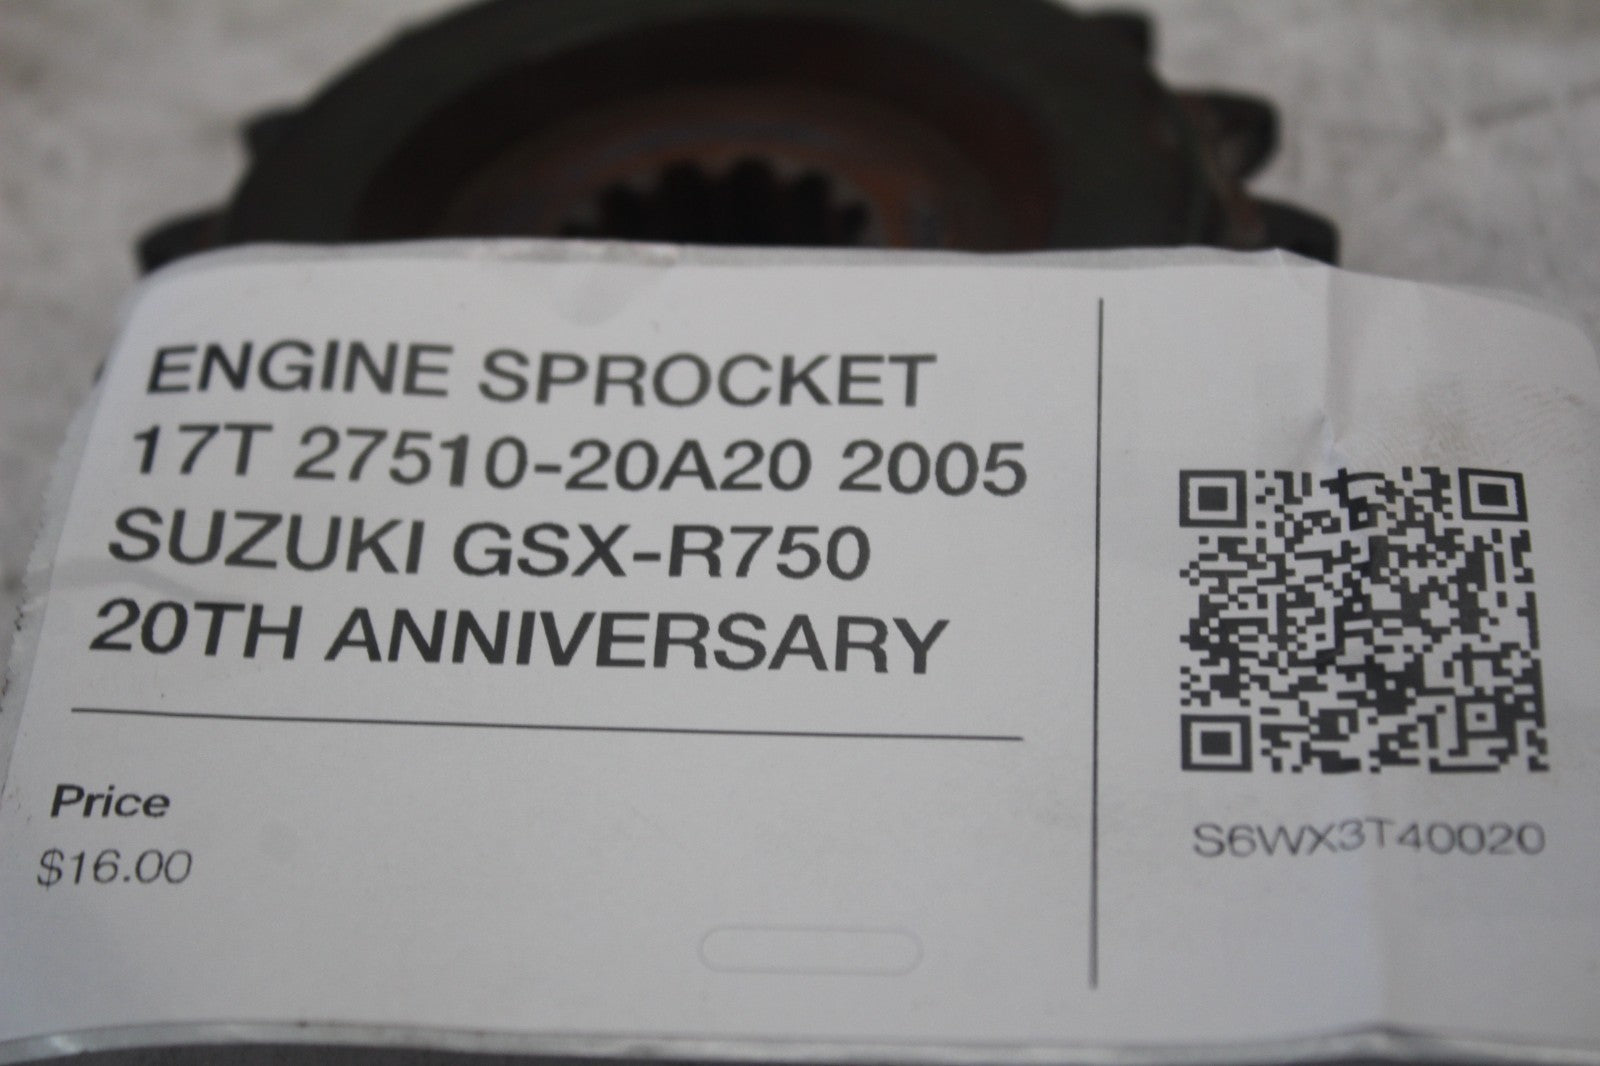 ENGINE SPROCKET
17T 27510-20A20 2005
SUZUKI GSX-R750
20TH ANNIVERSARY
Price
$16.00
S6WX3T40020